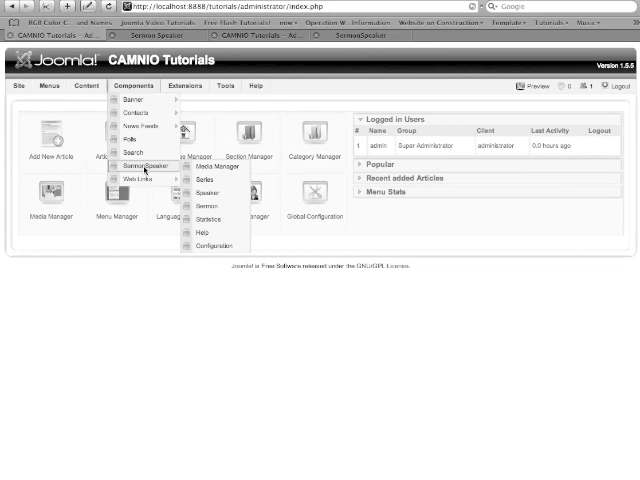 http://localhost:8888/tutorials/administrator/index.php
Google
RGB Color C... and Names
Joomla Video Tutorials
Free Flash Tutorials
now
Operation W...Information
Website on Construction
Template
Tutorials
Music
CAMNIO Tutorials – Ad...
Sermon Speaker
CAMNIO Tutorials – Ad...
SermonSpeaker
Joomla! CAMNIO Tutorials
Version 1.5.5
Site
Menus
Content
Components
Extensions
Tools
Help
Preview
0
1
Logout
Banner
Contacts
News Feeds
Polls
Search
SermonSpeaker
Web Links
Media Manager
Series
Speaker
Sermon
Statistics
Help
Configuration
Add New Article
Section Manager
Category Manager
Media Manager
Menu Manager
Global Configuration
Logged in Users
# Name Group Client Last Activity Logout
1 admin Super Administrator administrator 0.0 hours ago
Popular
Recent added Articles
Menu Stats
Joomla! is Free Software released under the GNU/GPL License.